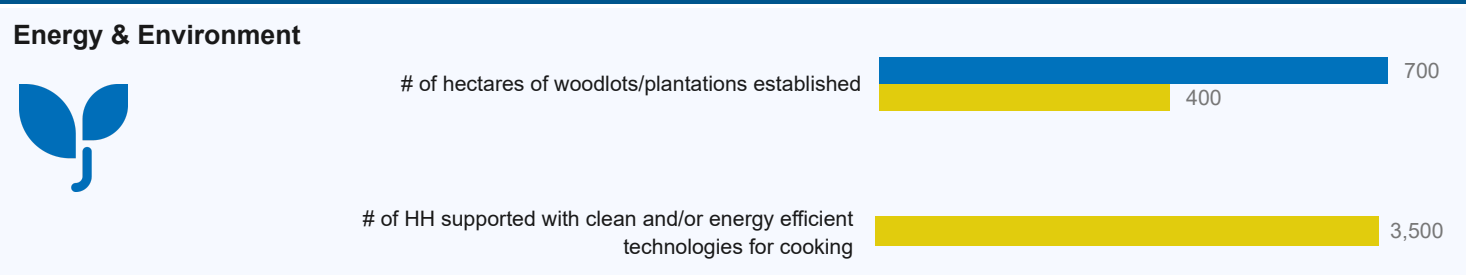 Energy & Environment
# of hectares of woodlots/plantations established
700
400
# of HH supported with clean and/or energy efficient
technologies for cooking
3,500